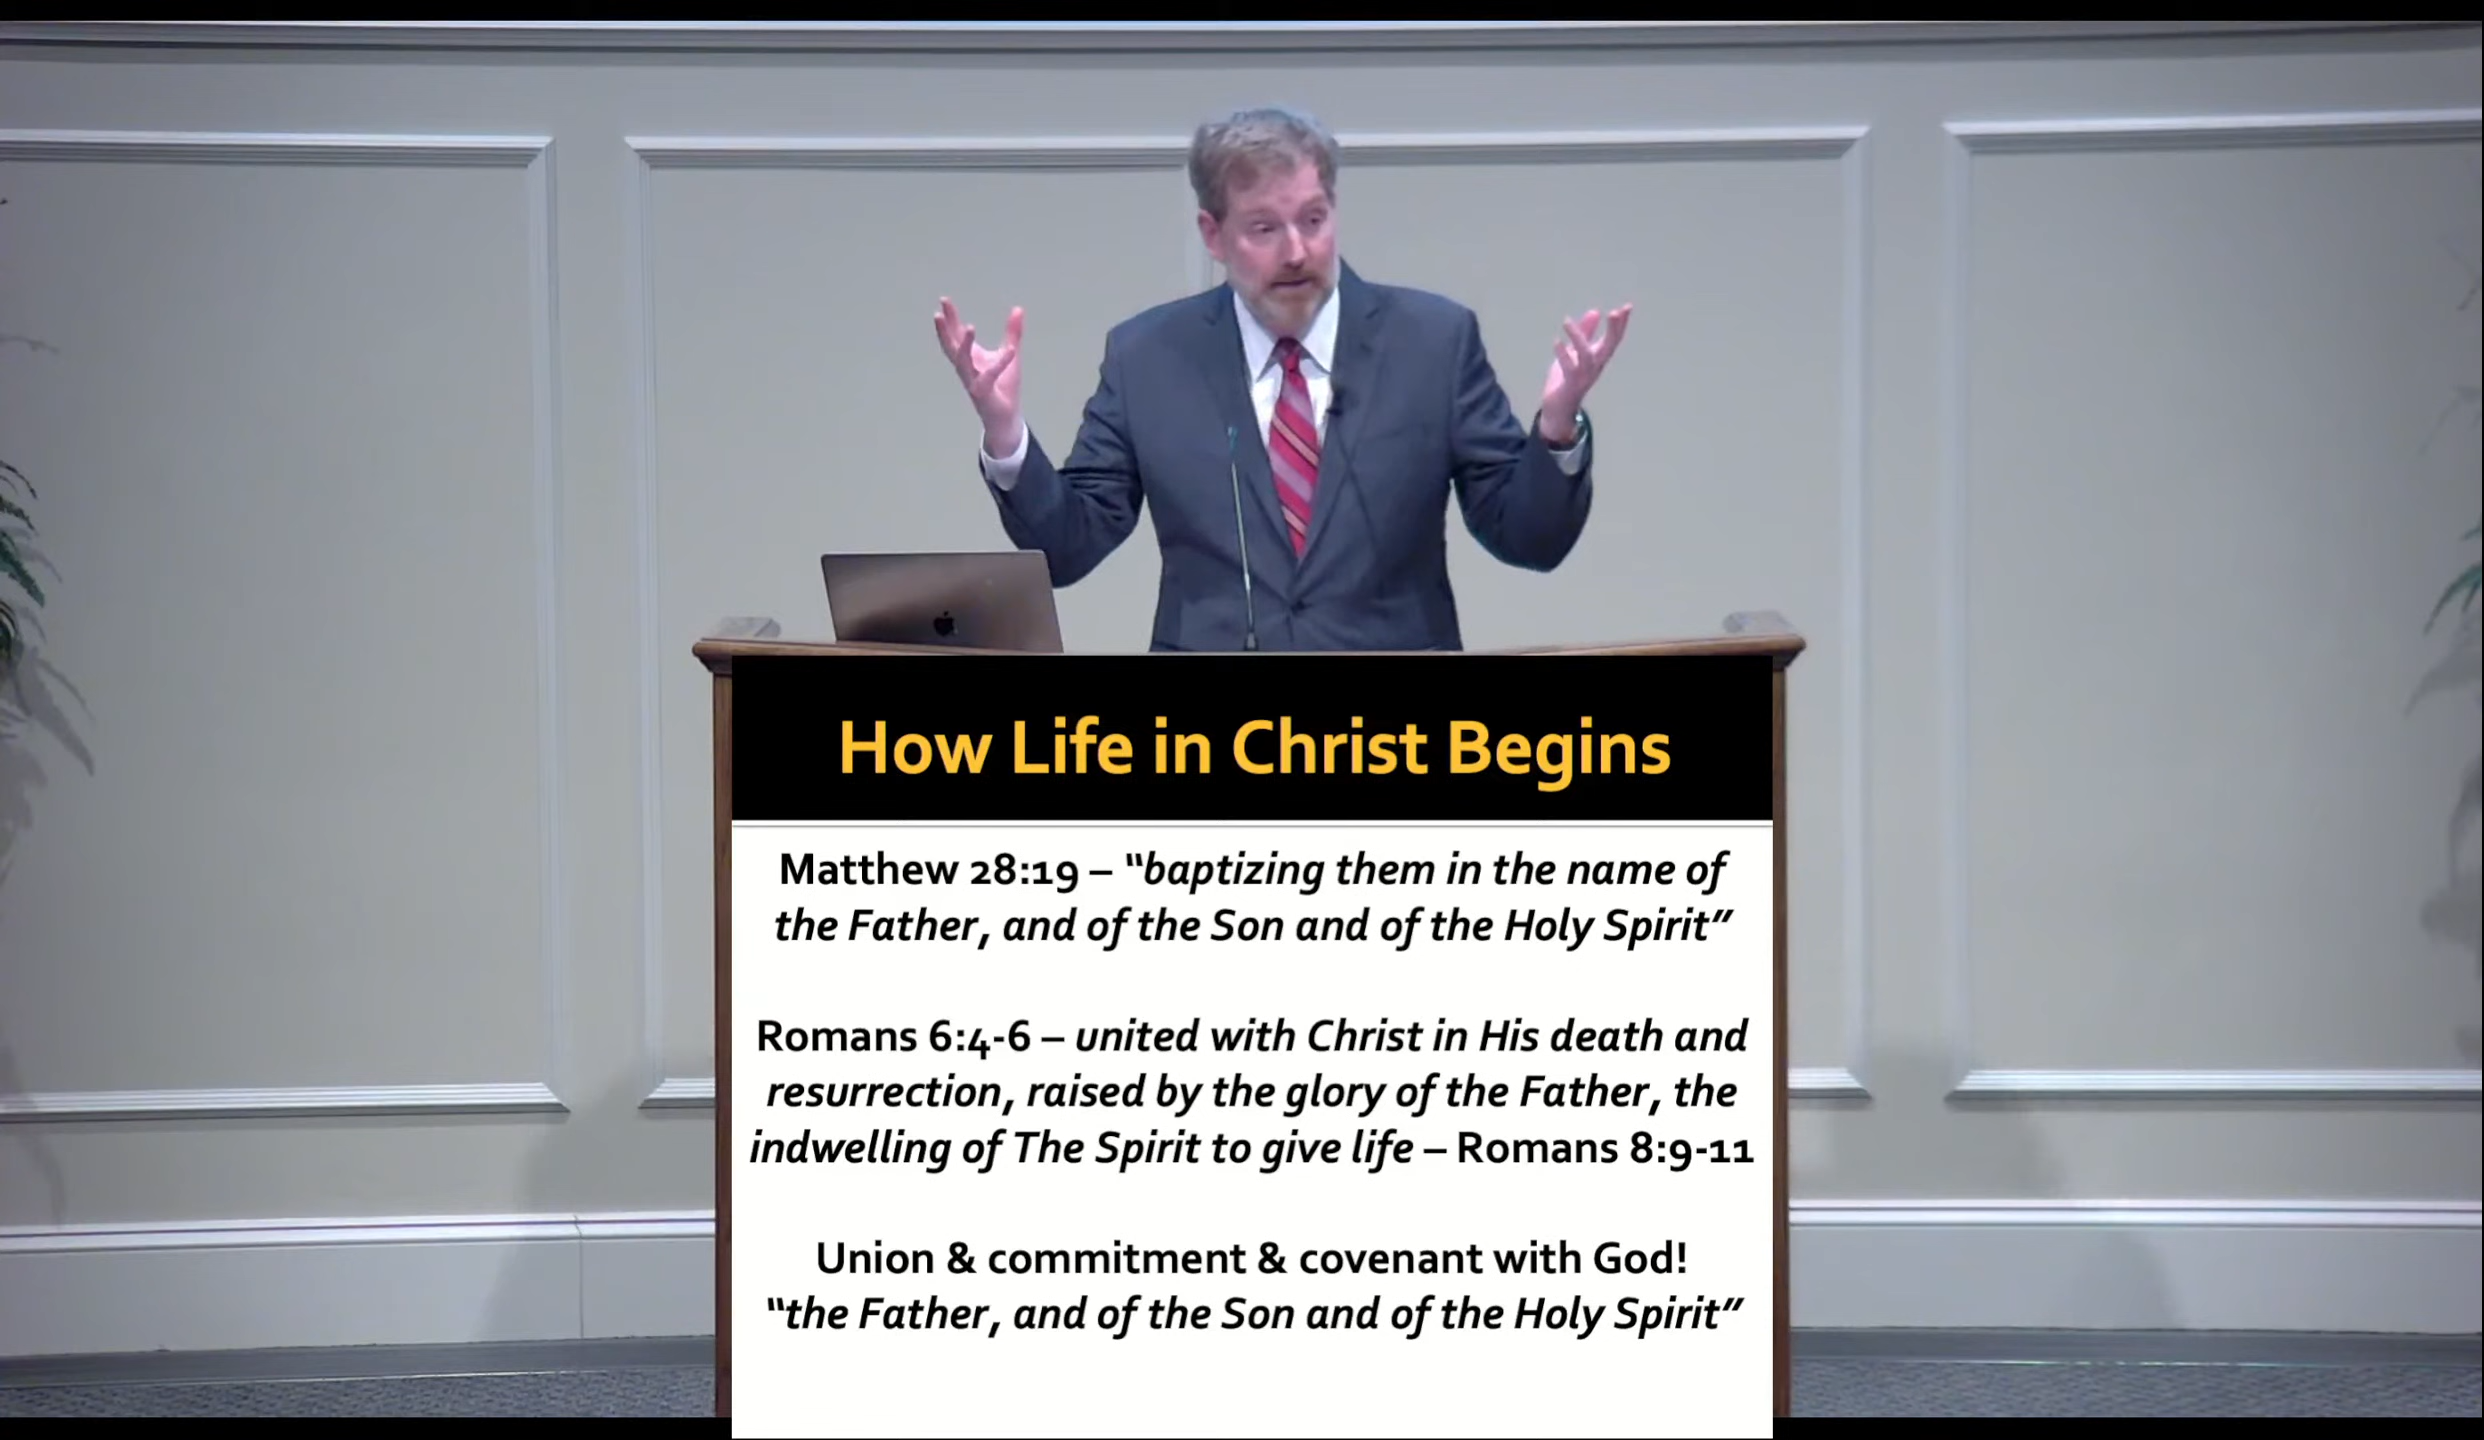 How Life in Christ Begins
Matthew 28:19 – “baptizing them in the name of
the Father, and of the Son and of the Holy Spirit”
Romans 6:4-6 – united with Christ in His death and
resurrection, raised by the glory of the Father, the
indwelling of The Spirit to give life – Romans 8:9-11
Union & commitment & covenant with God!
“the Father, and of the Son and of the Holy Spirit”